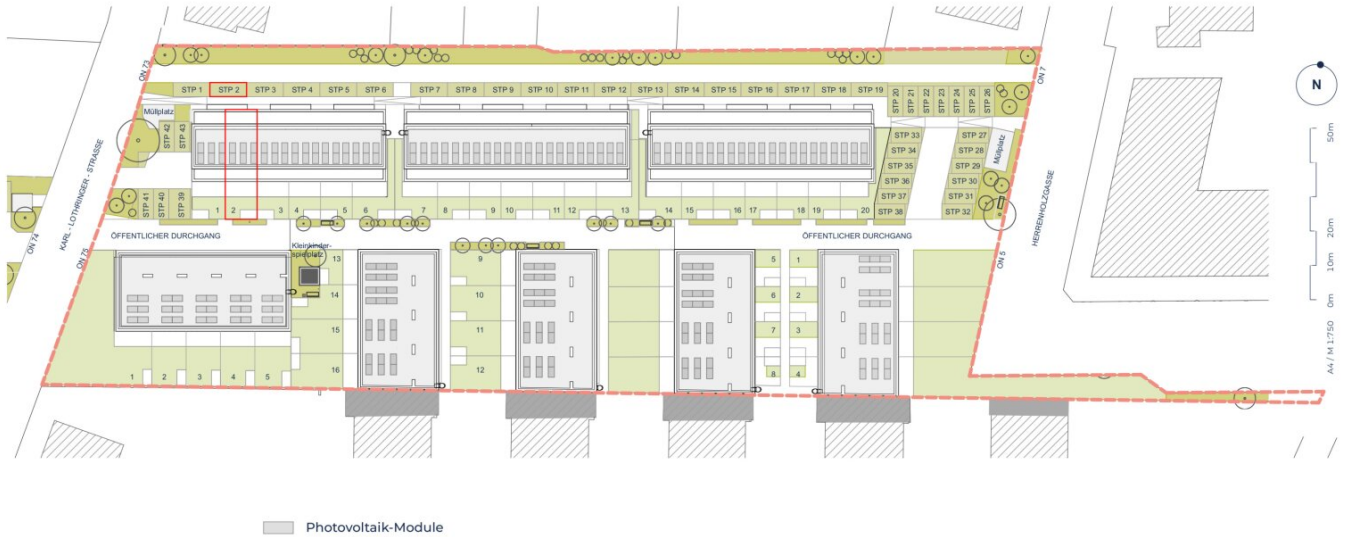 ON 73
ON 7
STP 1 STP 2 STP 3 STP 4 STP 5 STP 6 STP 7 STP 8 STP 9 STP 10 STP 11 STP 12 STP 13 STP 14 STP 15 STP 16 STP 17 STP 18 STP 19
STP 20
STP 21
STP 22
STP 23
STP 24
STP 25
STP 26
N
Müllplatz
STP 42
STP 43
STP 33
STP 34
STP 35
STP 36
STP 37
STP 38
STP 27
STP 28
STP 29
STP 30
STP 31
STP 32
Müllplatz
KARL - LOTHRINGER - STRASSE
STP 41
STP 40
STP 39
1 2 3 4 5 6 7 8 9 10 11 12 13 14 15 16 17 18 19 20
HERRENHOLZGASSE
ON 74
ON 75
ÖFFENTLICHER DURCHGANG
ÖFFENTLICHER DURCHGANG
ON 5
Kleinkinder-
spielplatz
13
14
15
16
9
10
11
12
5
6
7
8
1
2
3
4
1 2 3 4 5
50m
20m
10m
0m
A4 / M 1:750
Photovoltaik-Module